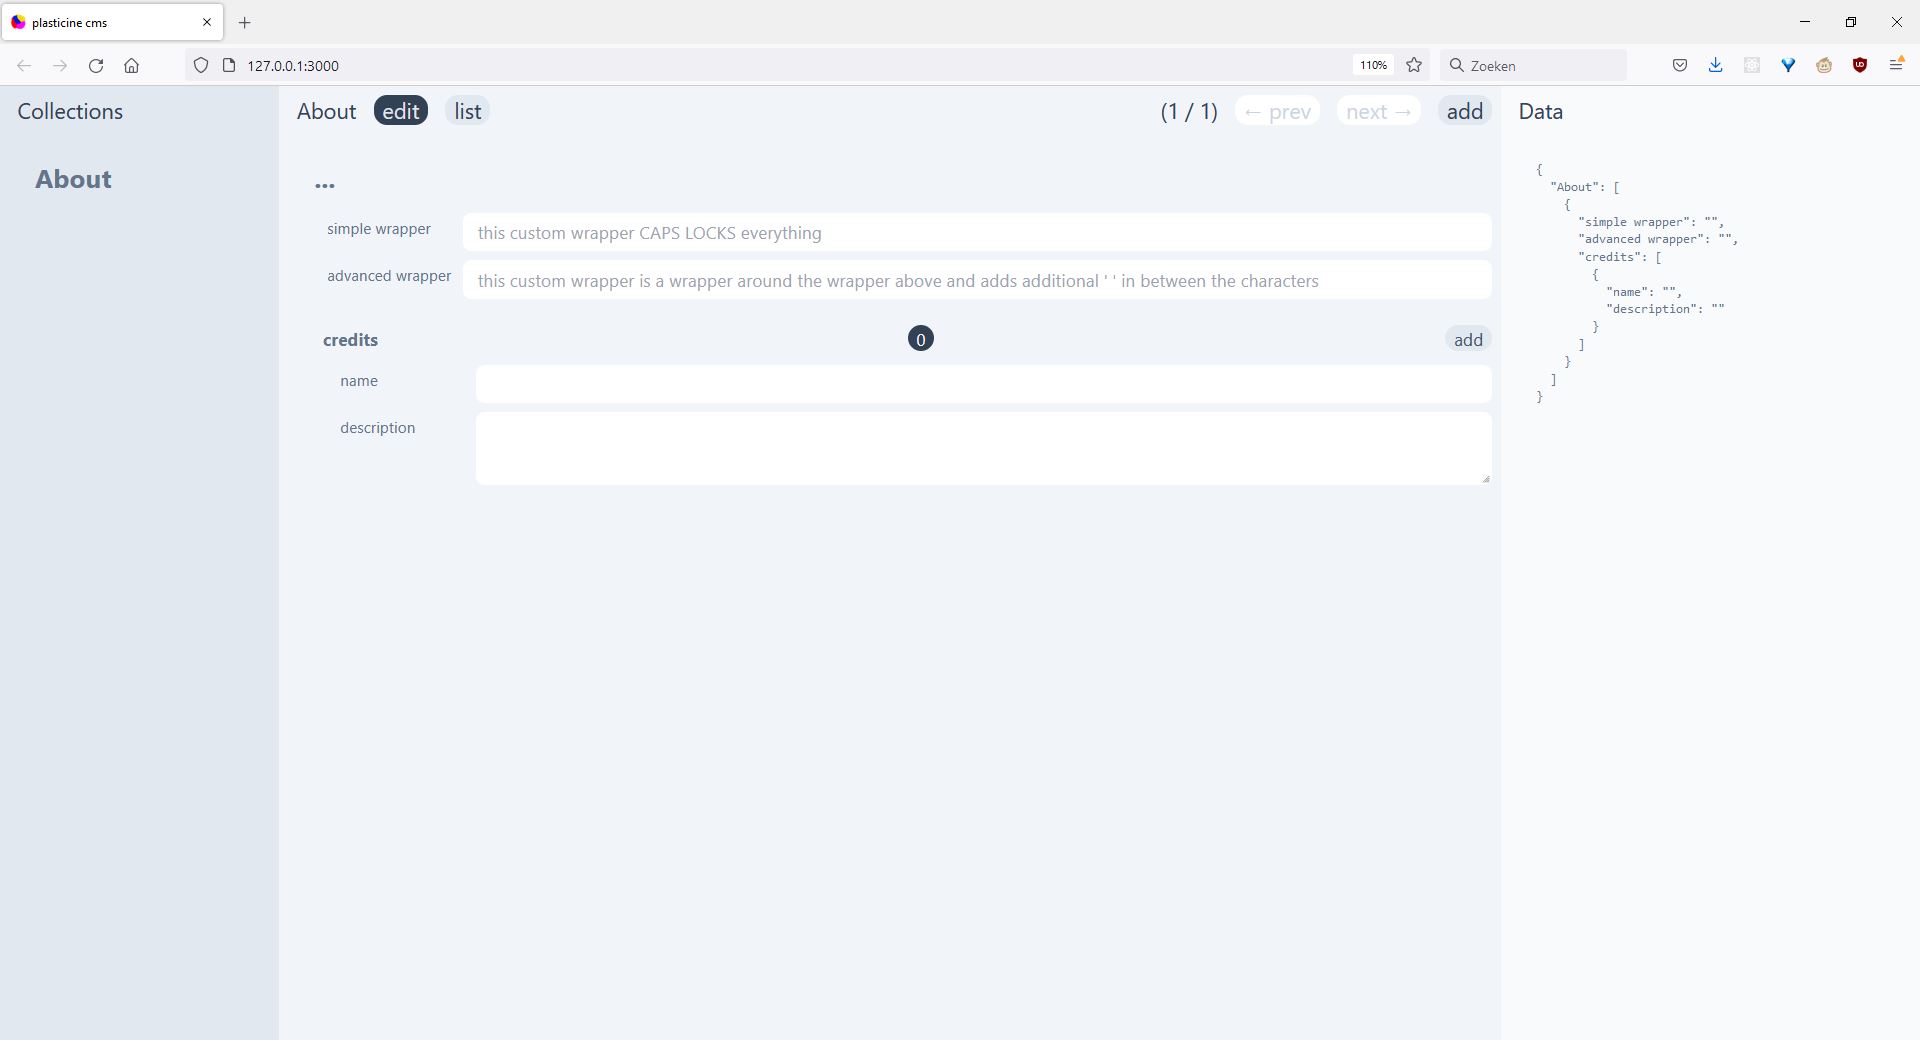 plasticine cms
127.0.0.1:3000
110%
Zoeken
Collections
About
About edit list (1 / 1) ← prev next → add
...
simple wrapper this custom wrapper CAPS LOCKS everything
advanced wrapper this custom wrapper is a wrapper around the wrapper above and adds additional ' ' in between the characters
credits 0 add
name
description
Data
{
"About": [
{
"simple wrapper": "",
"advanced wrapper": "",
"credits": [
{
"name": "",
"description": ""
}
]
}
]
}